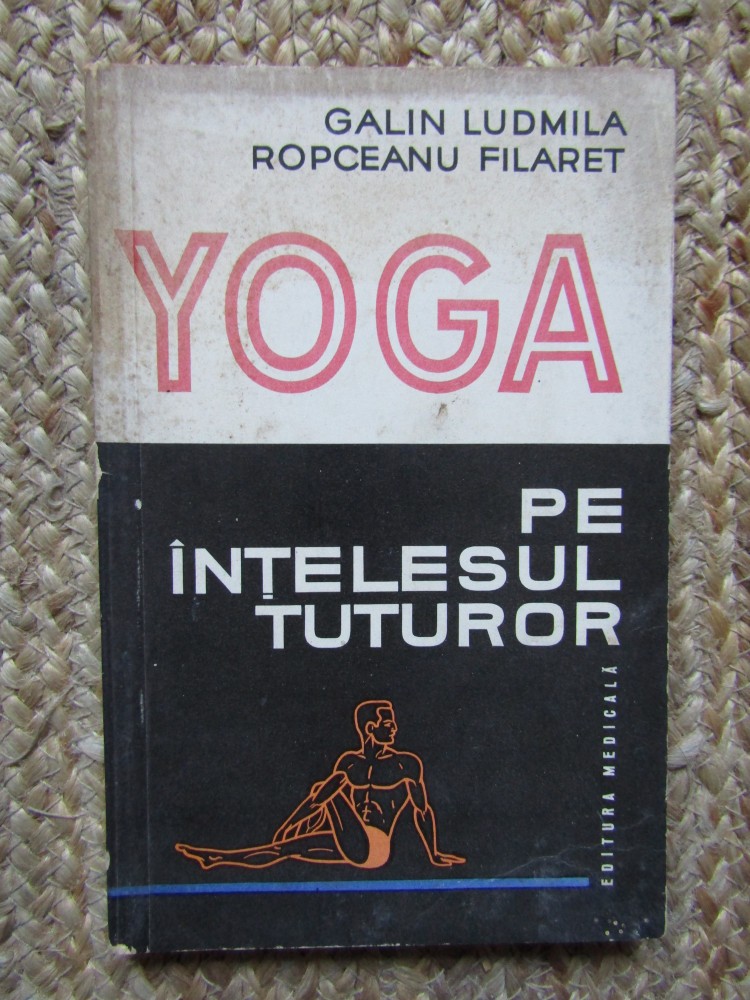 GALIN LUDMILA
ROPCEANU FILARET
YOGA
PE
ÎNȚELESUL
TUTUROR
EDITURA MEDICALĂ